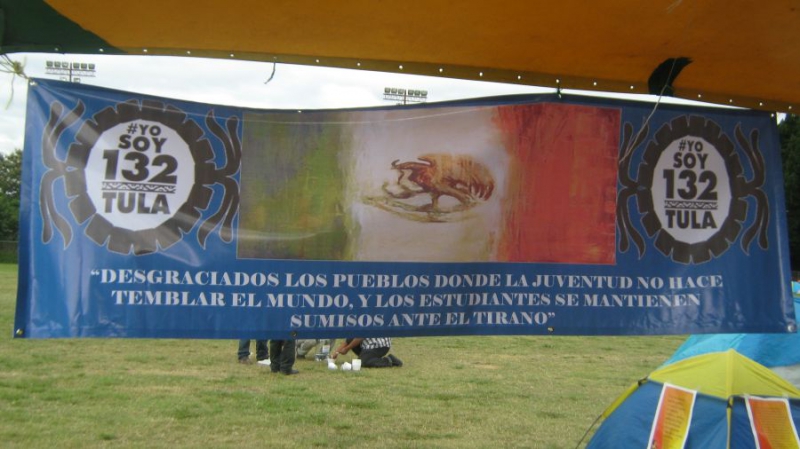 #YO
SOY
132
TULA
#YO
SOY
132
TULA
“DESGRACIADOS LOS PUEBLOS DONDE LA JUVENTUD NO HACE
TEMBLAR EL MUNDO, Y LOS ESTUDIANTES SE MANTIENEN
SUMISOS ANTE EL TIRANO”